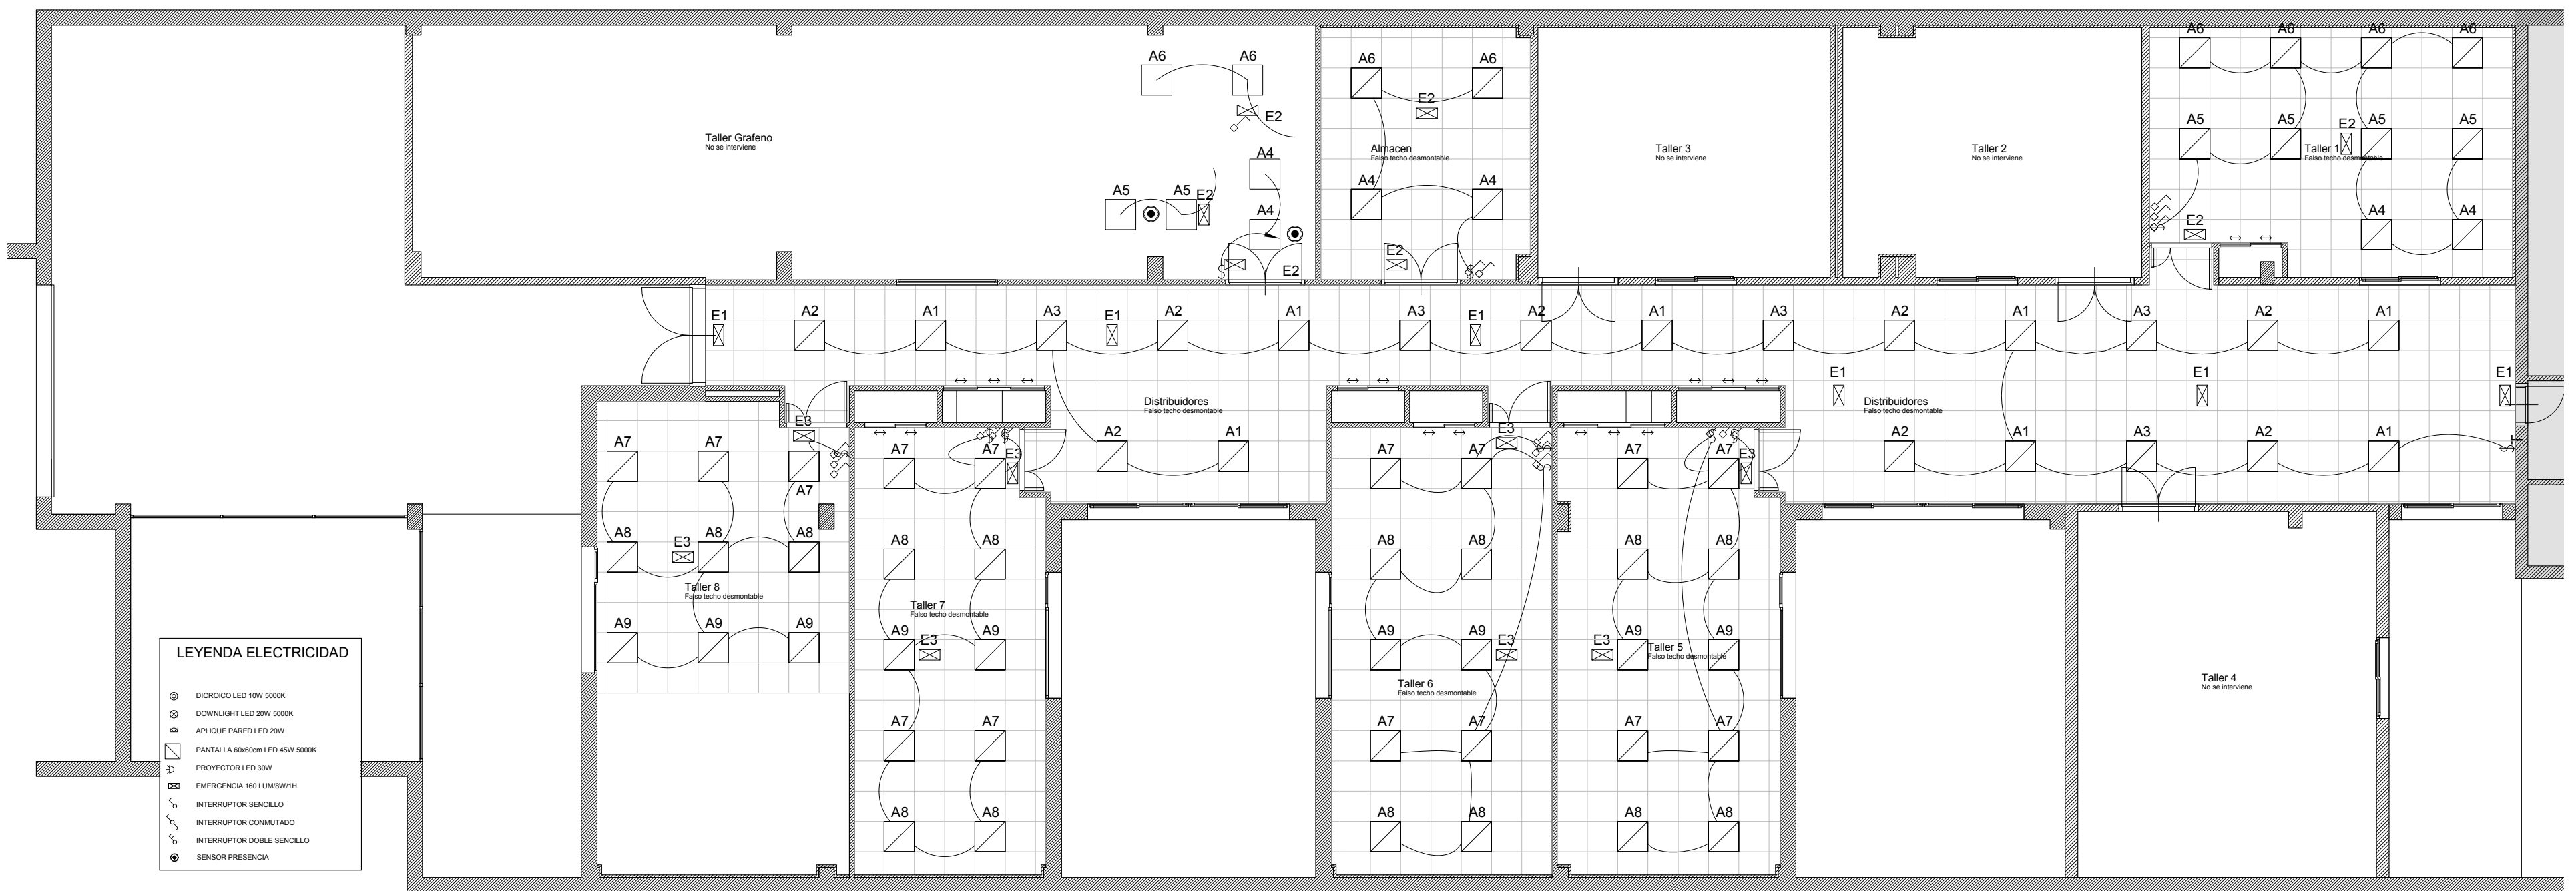 A6 A6 A6 A6
A6 A6
A6 A6
E2
E2
A5 A5 A5 A5
E2
Taller Grafeno
No se interviene
Almacen
Falso techo desmontable
Taller 3
No se interviene
Taller 2
No se interviene
Taller 1
Falso techo desmontable
A4
A5 A5
E2
A4
A4 A4
A4 A4
E2
E2
E2
E1 A2 A1 A3 E1 A2 A1 A3 E1 A2 A1 A3 A2 A1 A3 A2 A1
E1 E1 E1
Distribuidores
Falso techo desmontable
Distribuidores
Falso techo desmontable
E3
E3
A2 A1
A2 A1 A3 A2 A1
A7 A7
A7
A7 A7
E3
A7 A7
A7 A7
E3
A8 A8 A8
E3
A8 A8
A8 A8
A8 A8
Taller 8
Falso techo desmontable
Taller 7
Falso techo desmontable
A9 A9 A9
A9 A9
E3
A9 A9
E3
E3
A9 A9
Taller 5
Falso techo desmontable
Taller 6
Falso techo desmontable
Taller 4
No se interviene
A7 A7
A7 A7
A7 A7
A8 A8
A8 A8
A8 A8
LEYENDA ELECTRICIDAD
DICROICO LED 10W 5000K
DOWNLIGHT LED 20W 5000K
APLIQUE PARED LED 20W
PANTALLA 60x60cm LED 45W 5000K
PROYECTOR LED 30W
EMERGENCIA 160 LUM/8W/1H
INTERRUPTOR SENCILLO
INTERRUPTOR CONMUTADO
INTERRUPTOR DOBLE SENCILLO
SENSOR PRESENCIA